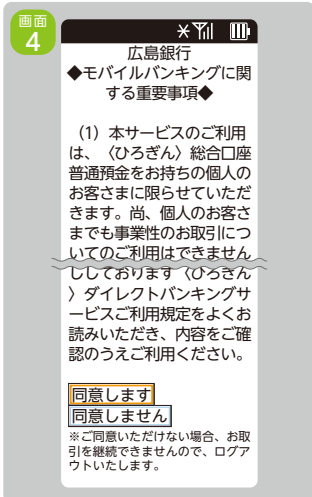 画面
4
広島銀行
◆モバイルバンキングに関
する重要事項◆
（1）本サービスのご利用
は、〈ひろぎん〉総合口座
普通預金をお持ちの個人の
お客さまに限らせていただ
きます。尚、個人のお客さ
までも事業性のお取引につ
いてのご利用はできません
ししております〈ひろぎん
〉ダイレクトバンキングサ
ービスご利用規定をよくお
読みいただき、内容をご確
認のうえご利用ください。
同意します
同意しません
※ご同意いただけない場合、お取
引を継続できませんので、ログア
ウトいたします。